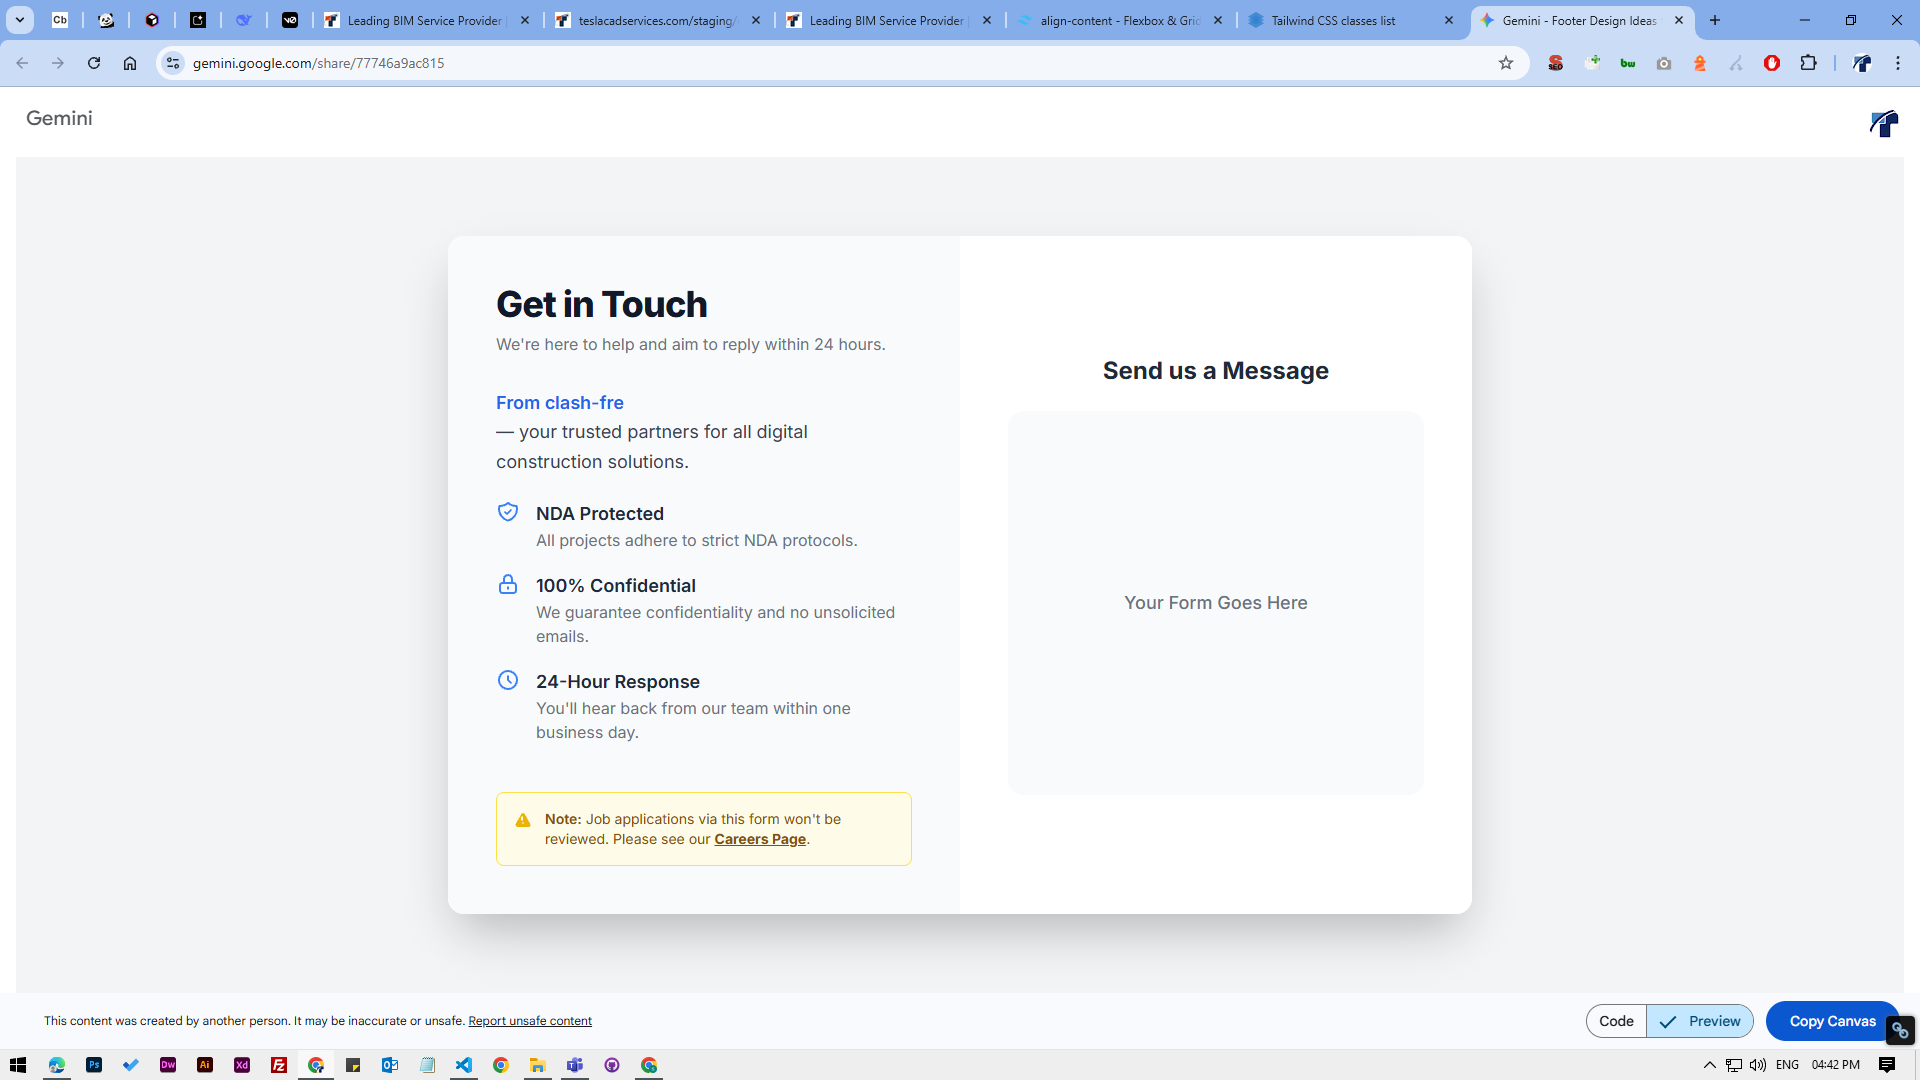 Cb
Leading BIM Service Provider
teslacadservices.com/staging/
Leading BIM Service Provider
align-content - Flexbox & Grid
Tailwind CSS classes list
Gemini - Footer Design Ideas
gemini.google.com/share/77746a9ac815
SEO
bw
Gemini
Get in Touch
We're here to help and aim to reply within 24 hours.
From clash-fre
— your trusted partners for all digital
construction solutions.
NDA Protected
All projects adhere to strict NDA protocols.
100% Confidential
We guarantee confidentiality and no unsolicited
emails.
24-Hour Response
You'll hear back from our team within one
business day.
Note: Job applications via this form won't be
reviewed. Please see our Careers Page.
Send us a Message
Your Form Goes Here
This content was created by another person. It may be inaccurate or unsafe. Report unsafe content
Code
Preview
Copy Canvas
Ps
Dw
Ai
Xd
Fz
ENG
04:42 PM